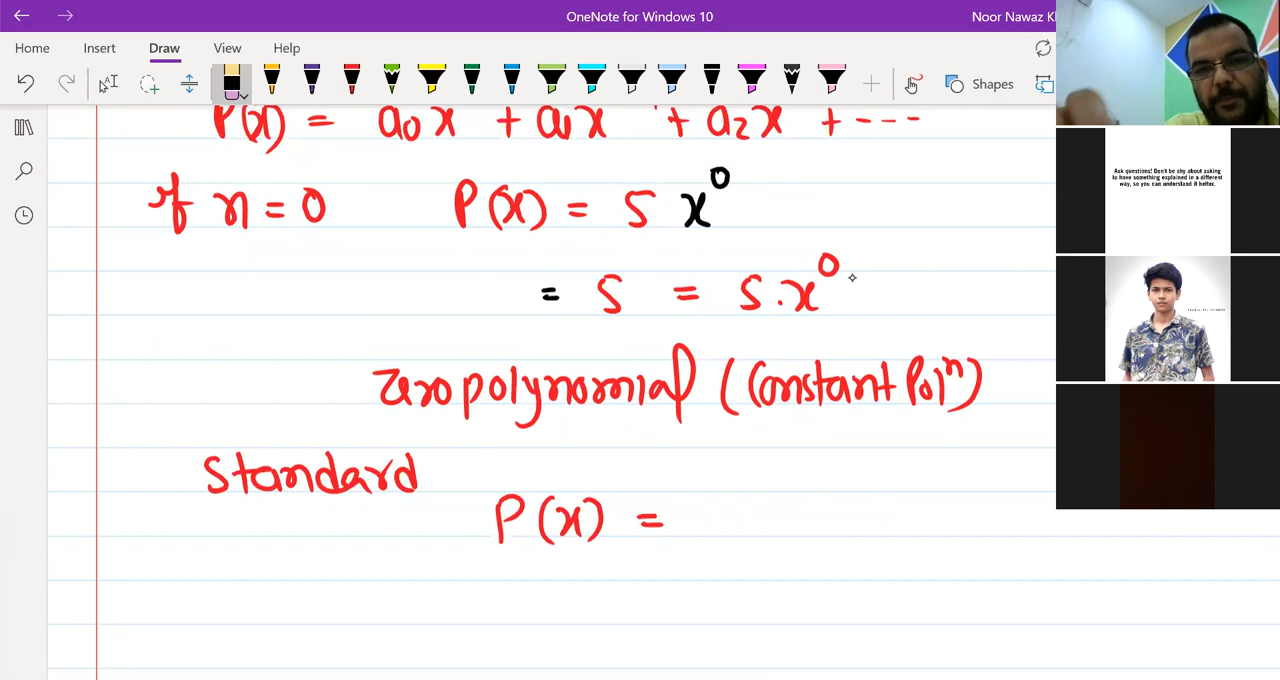 OneNote for Windows 10
Noor Nawaz Kh
Home Insert Draw View Help
Shapes
P(x) = a₀x + a₁x + a₂x + ---
If n = 0 P(x) = 5 x⁰
= 5 = 5.x⁰
Zero polynomial (Constant Polⁿ)
Standard
P(x) =
Ask questions! Don't be shy about asking
to have something explained in a different
way, so you can understand it better.